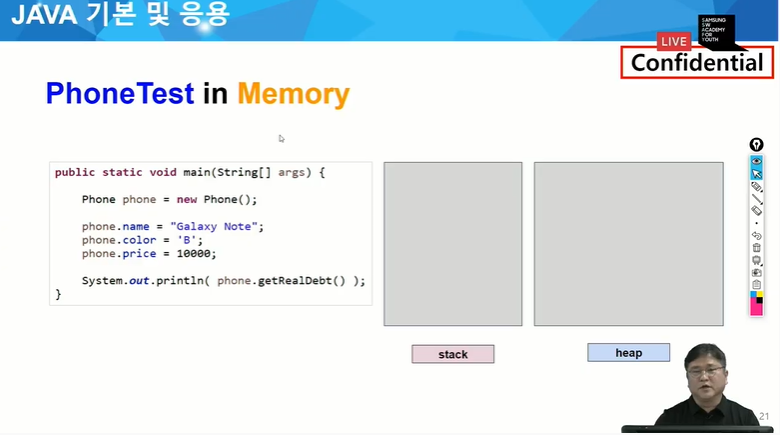 JAVA 기본 및 응용
SAMSUNG
SW
ACADEMY
FOR
YOUTH
LIVE
Confidential
PhoneTest in Memory
public static void main(String[] args) {
Phone phone = new Phone();
phone.name = "Galaxy Note";
phone.color = 'B';
phone.price = 10000;
System.out.println( phone.getRealDebt() );
}
stack
heap
21